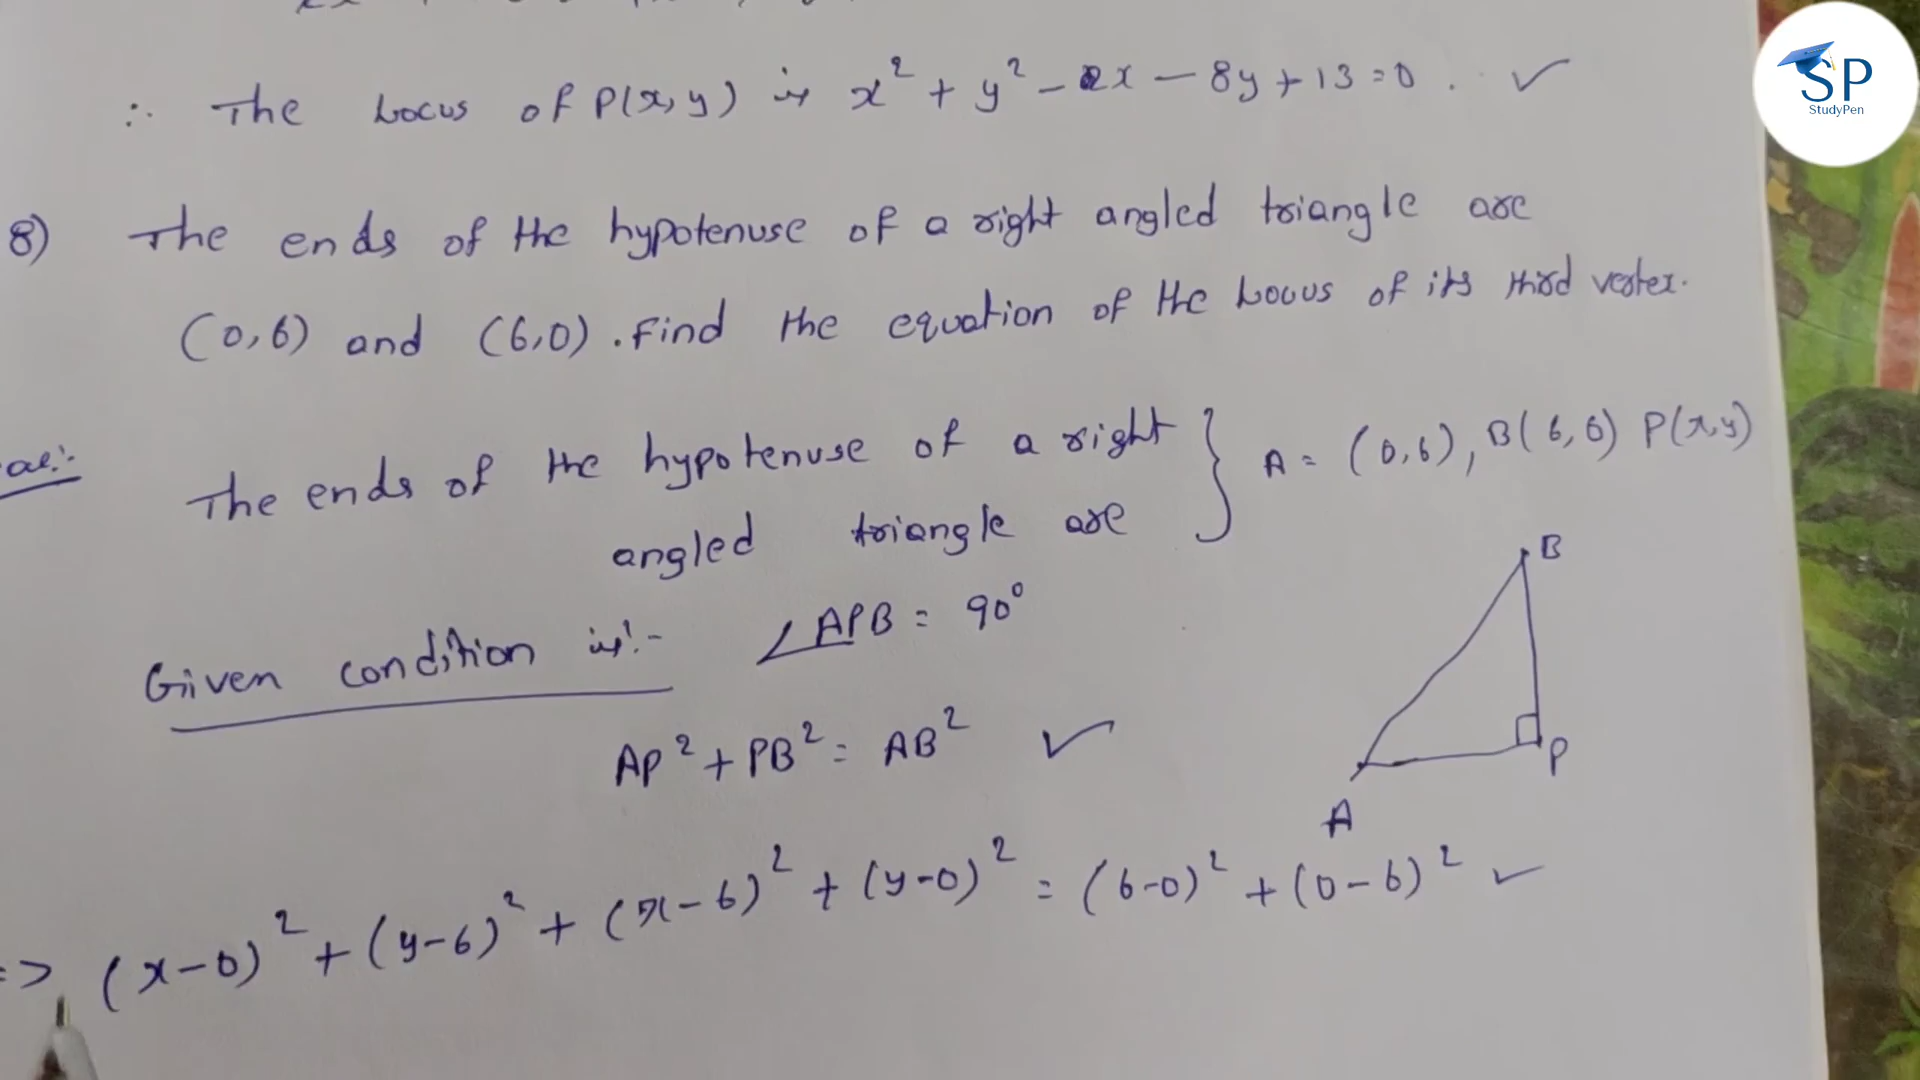 ∴ The Locus of P(x,y) is x² + y² - 2x - 8y + 13 = 0. ✓
SP
StudyPen
8) The ends of the hypotenuse of a right angled triangle are
(0,6) and (6,0). Find the equation of the Locus of its third vertex.
The ends of the hypotenuse of a right } A = (0,6), B(6,0) P(x,y)
angled triangle are
B
Given condition is:- ∠APB = 90°
AP² + PB² = AB² ✓
P
A
=> (x-0)² + (y-6)² + (x-6)² + (y-0)² = (6-0)² + (0-6)² ✓